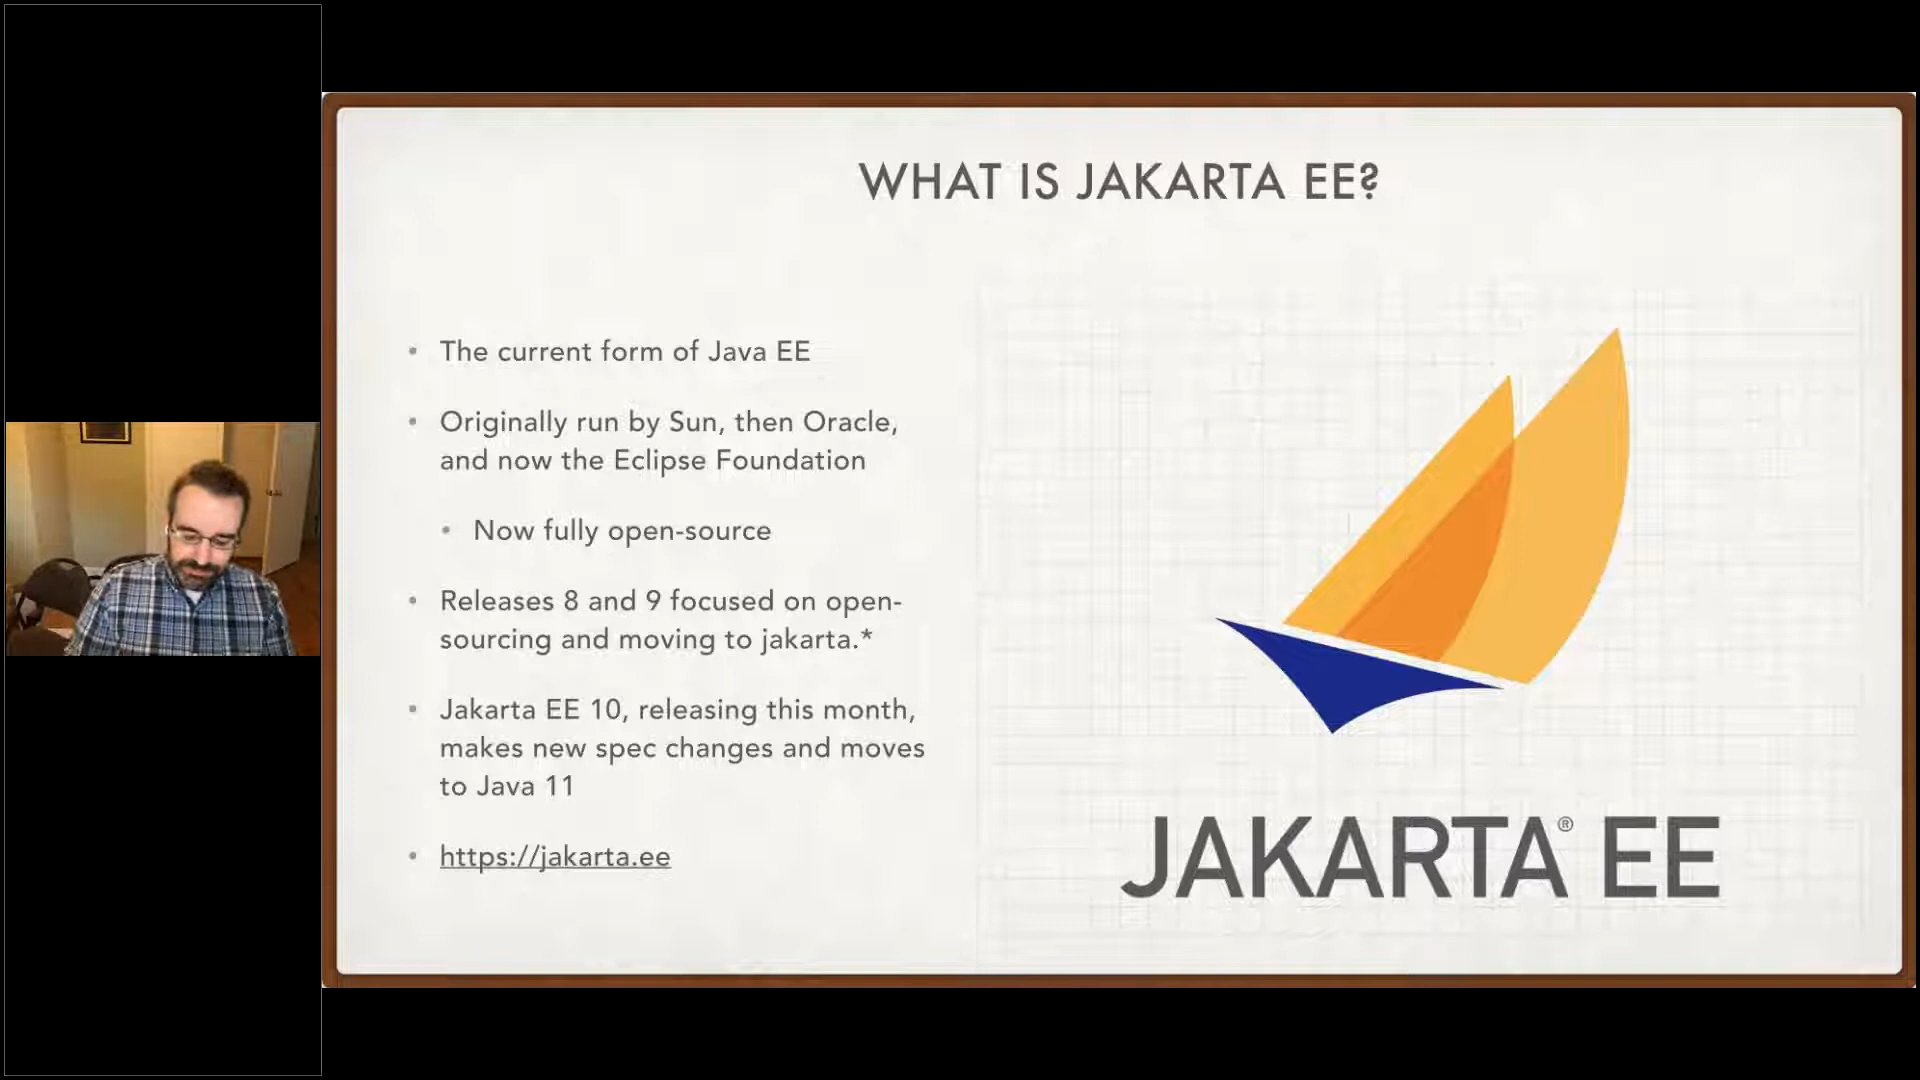 WHAT IS JAKARTA EE?
• The current form of Java EE
• Originally run by Sun, then Oracle,
and now the Eclipse Foundation
• Now fully open-source
• Releases 8 and 9 focused on open-
sourcing and moving to jakarta.*
• Jakarta EE 10, releasing this month,
makes new spec changes and moves
to Java 11
• https://jakarta.ee
JAKARTA® EE